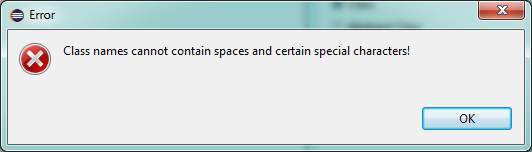 Error
Class names cannot contain spaces and certain special characters!
OK